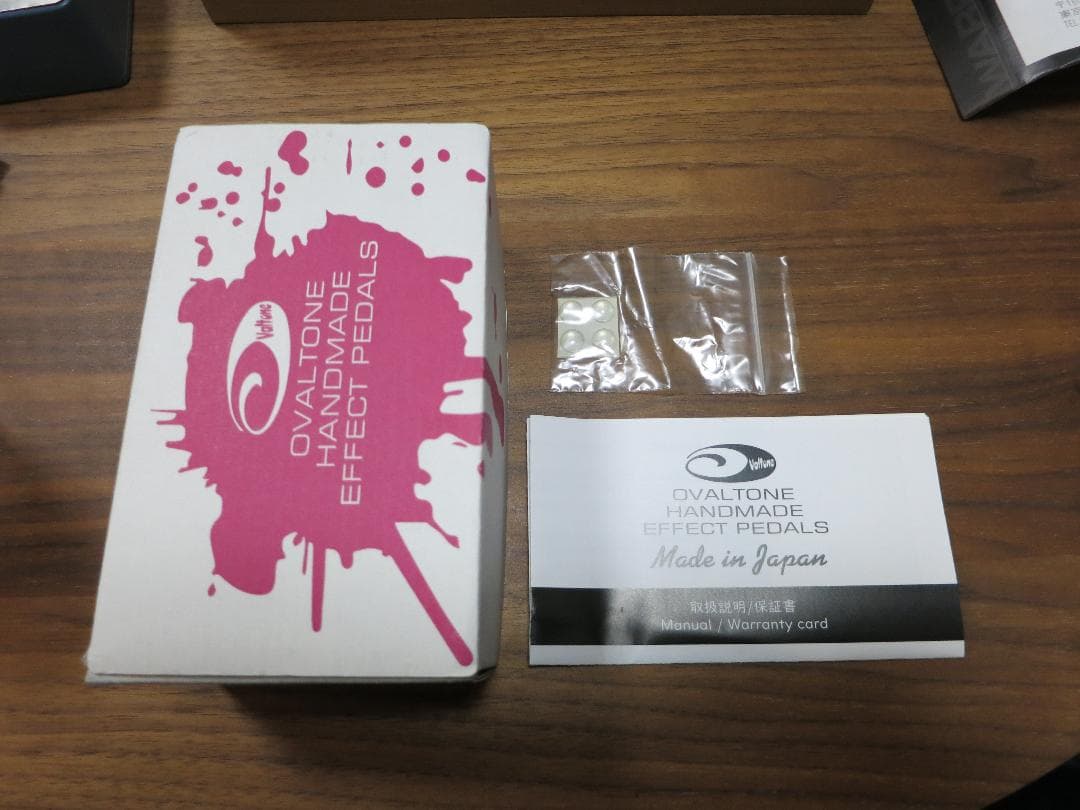 Valtone
OVALTONE
HANDMADE
EFFECT PEDALS
Valtone
OVALTONE
HANDMADE
EFFECT PEDALS
Made in Japan
取扱説明/保証書
Manual / Warranty card